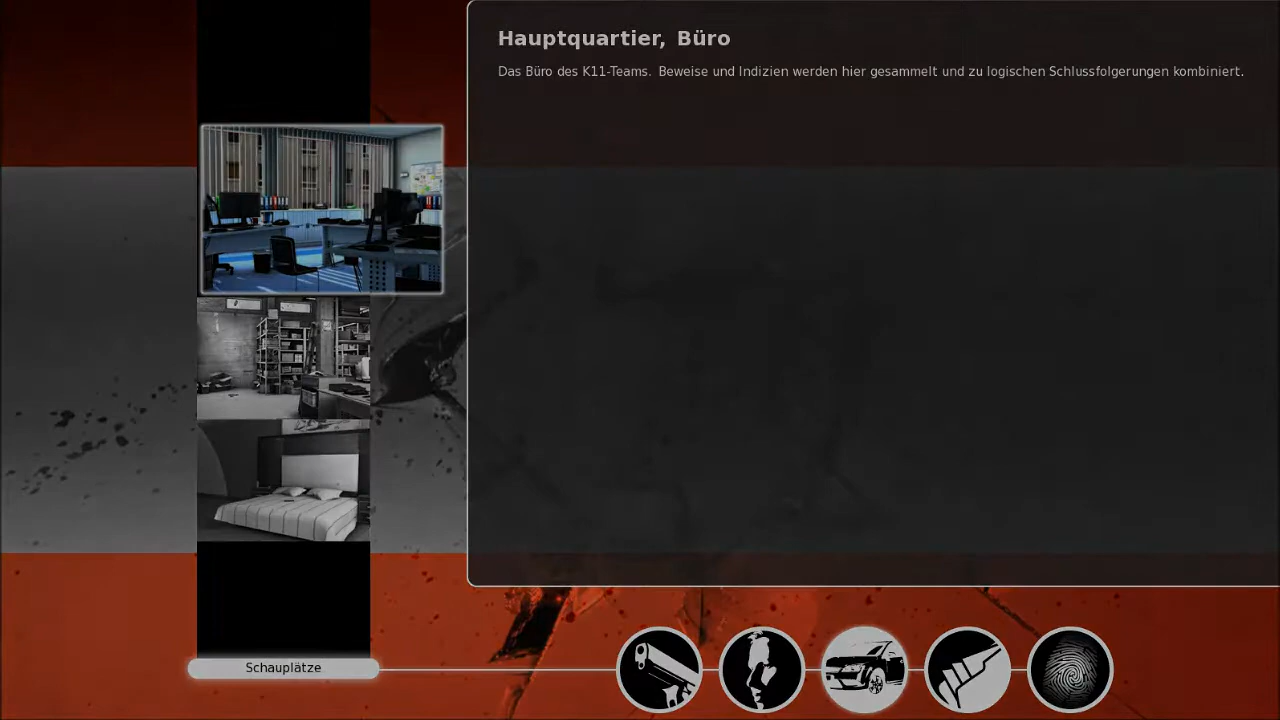 Hauptquartier, Büro
Das Büro des K11-Teams. Beweise und Indizien werden hier gesammelt und zu logischen Schlussfolgerungen kombiniert.
Schauplätze